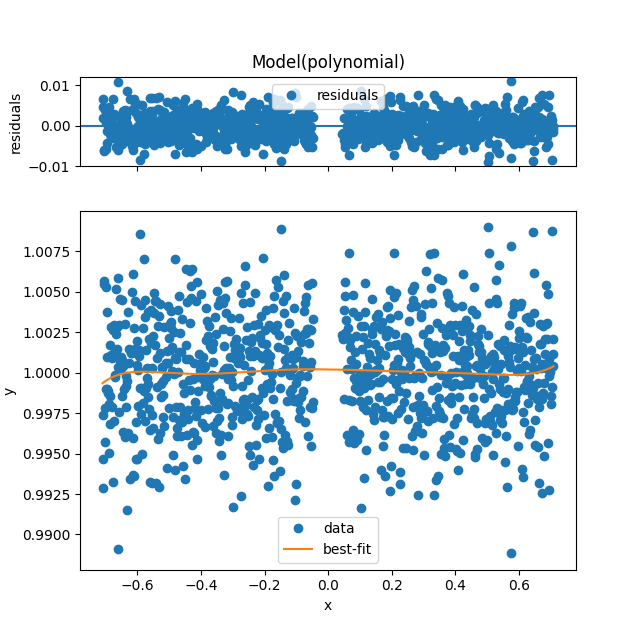 Model(polynomial)
0.01
0.00
−0.01
residuals
residuals
1.0075
1.0050
1.0025
1.0000
0.9975
0.9950
0.9925
0.9900
y
data
best-fit
−0.6 −0.4 −0.2 0.0 0.2 0.4 0.6
x